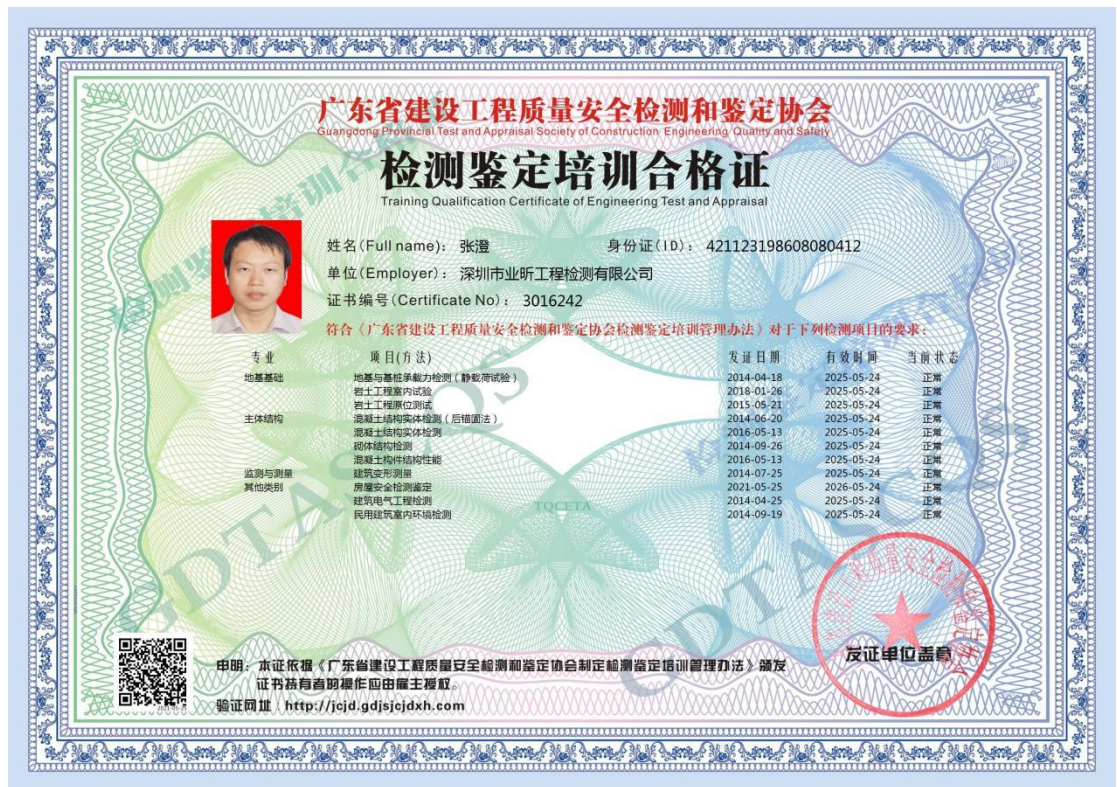 广东省建设工程质量安全检测和鉴定协会
Guangdong Provincial Test and Appraisal Society of Construction Engineering Quality and Safety
检测鉴定培训合格证
Training Qualification Certificate of Engineering Test and Appraisal
姓名(Full name)： 张澄 身份证(ID)： 421123198608080412
单位(Employer)： 深圳市业昕工程检测有限公司
证书编号(Certificate No)： 3016242
符合《广东省建设工程质量安全检测和鉴定协会检测鉴定培训管理办法》对于下列检测项目的要求：
专业 项目(方法) 发证日期 有效时间 当前状态
地基基础 地基与基桩承载力检测（静载荷试验） 2014-04-18 2025-05-24 正常
岩土工程室内试验 2018-01-26 2025-05-24 正常
岩土工程原位测试 2015-05-21 2025-05-24 正常
主体结构 混凝土结构实体检测（后锚固法） 2014-06-20 2025-05-24 正常
混凝土结构实体检测 2016-05-13 2025-05-24 正常
砌体结构检测 2014-09-26 2025-05-24 正常
混凝土构件结构性能 2016-05-13 2025-05-24 正常
监测与测量 建筑变形测量 2014-07-25 2025-05-24 正常
其他类别 房屋安全检测鉴定 2021-05-25 2026-05-24 正常
建筑电气工程检测 2014-04-25 2025-05-24 正常
民用建筑室内环境检测 2014-09-19 2025-05-24 正常
TQCETA
GDTASCQS
GDTASCQS
发证单位盖章
申明：本证依据《广东省建设工程质量安全检测和鉴定协会制定检测鉴定培训管理办法》颁发
证书持有者的操作应由雇主授权。
验证网址：http://jcjd.gdjsjcjdxh.com